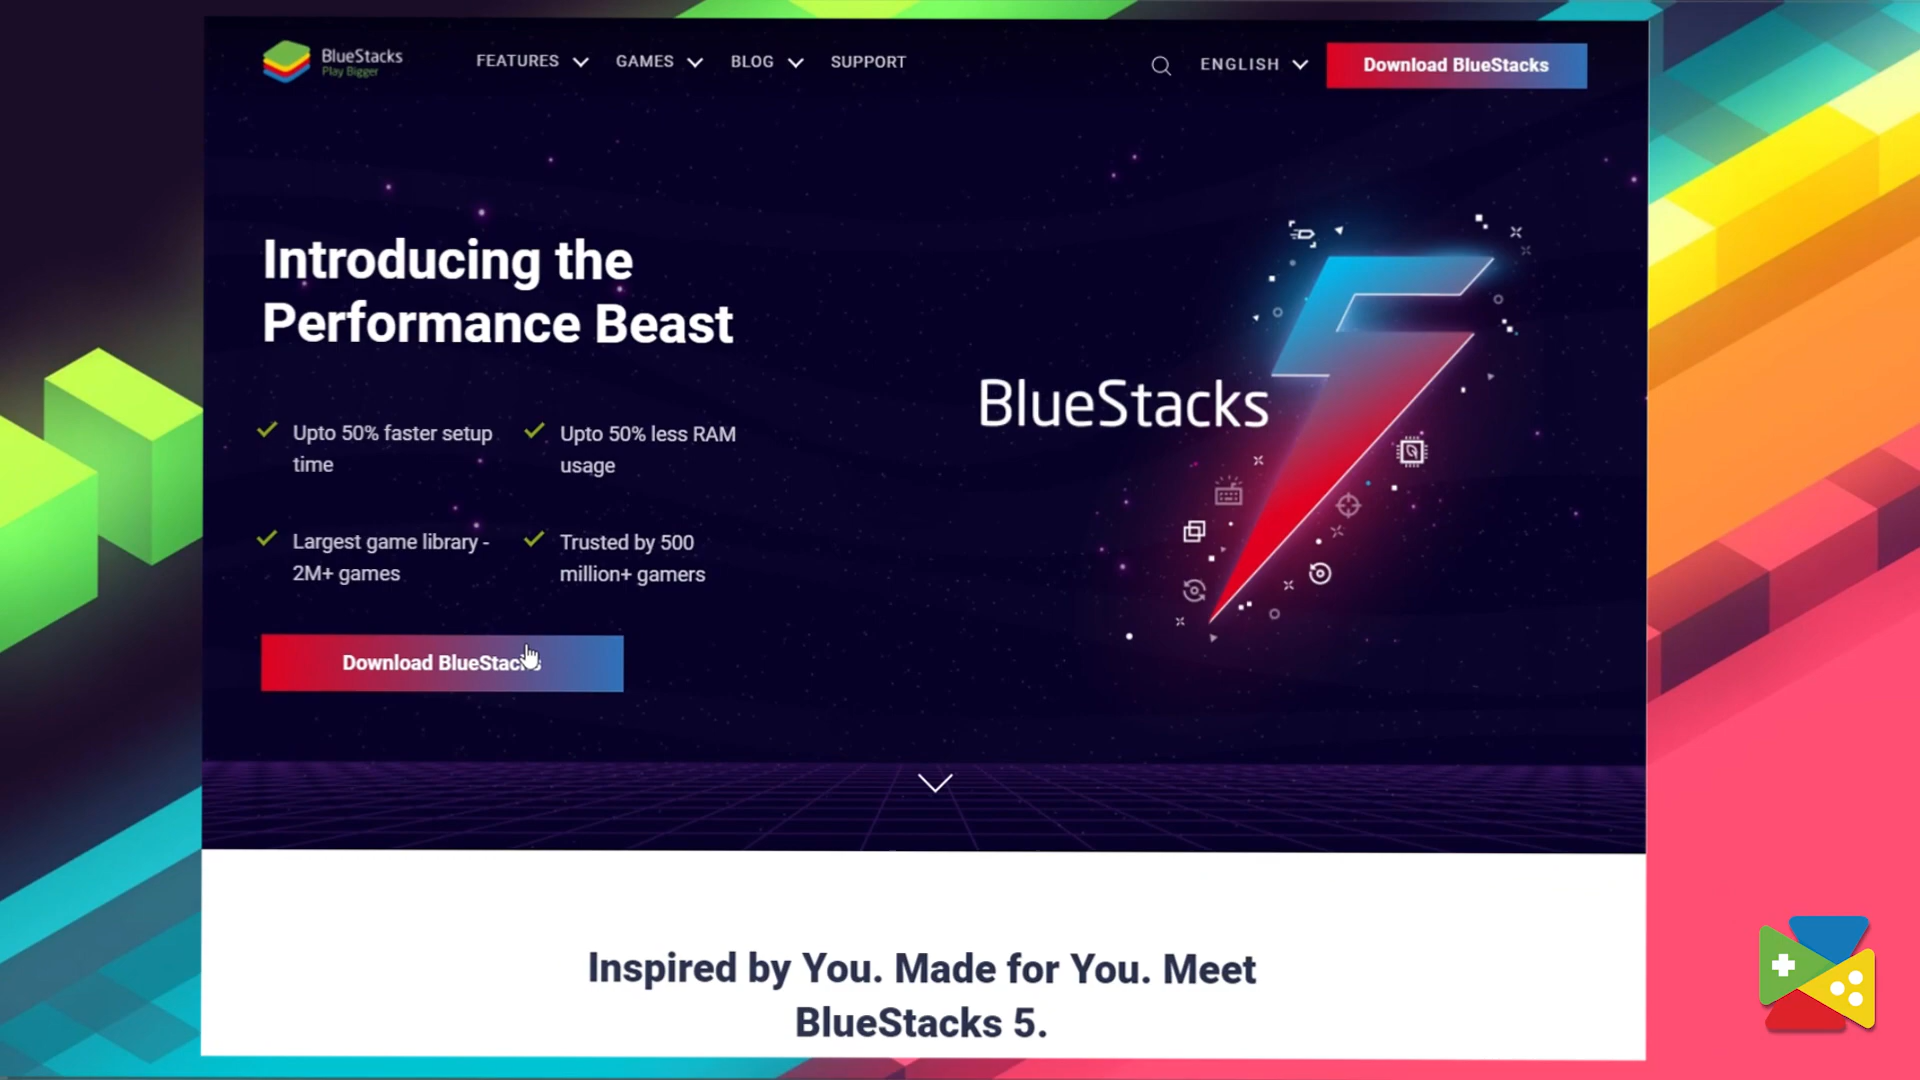 BlueStacks
Play Bigger
FEATURES
GAMES
BLOG
SUPPORT
ENGLISH
Download BlueStacks
Introducing the
Performance Beast
Upto 50% faster setup
time
Upto 50% less RAM
usage
Largest game library -
2M+ games
Trusted by 500
million+ gamers
Download BlueStacks
BlueStacks 5
Inspired by You. Made for You. Meet
BlueStacks 5.